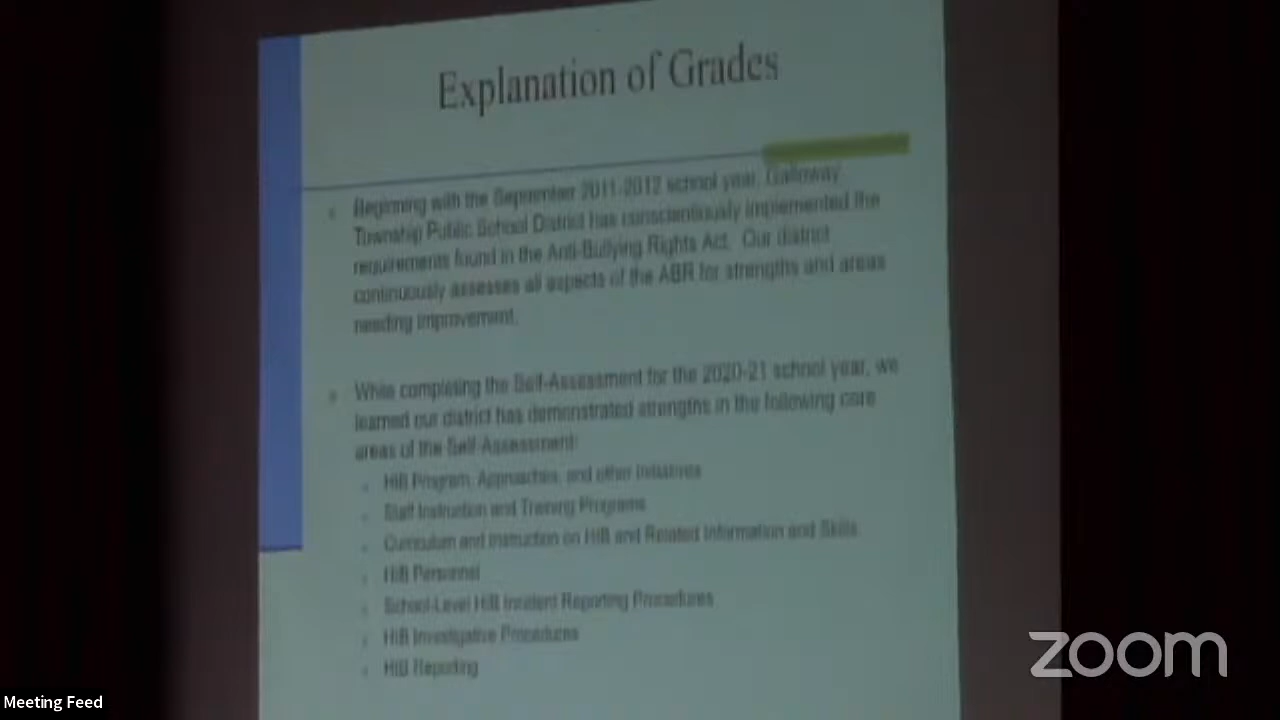 Explanation of Grades
Beginning with the September 2011-2012 school year, Galloway
Township Public School District has conscientiously implemented the
requirements found in the Anti-Bullying Rights Act. Our district
continuously assesses all aspects of the ABR for strengths and areas
needing improvement.
While completing the Self-Assessment for the 2020-21 school year, we
learned our district has demonstrated strengths in the following core
areas of the Self-Assessment:
HIB Program, Approaches, and other Initiatives
Staff Instruction and Training Programs
Curriculum and Instruction on HIB and Related Information and Skills
HIB Personnel
School-Level HIB Incident Reporting Procedures
HIB Investigative Procedures
HIB Reporting
zoom
Meeting Feed